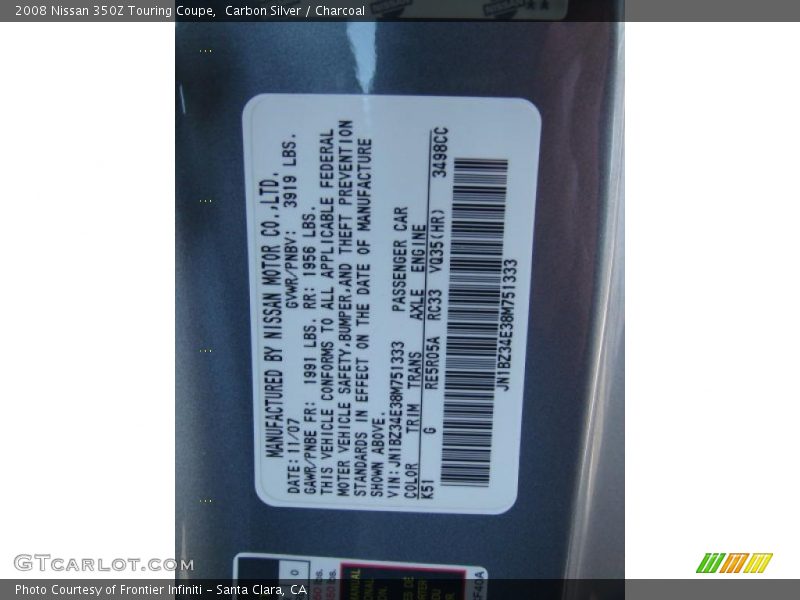 2008 Nissan 350Z Touring Coupe,  Carbon Silver / Charcoal
MANUFACTURED BY NISSAN MOTOR CO.,LTD.
DATE:11/07 GVWR/PNBV: 3919 LBS.
GAWR/PNBE FR: 1991 LBS. RR: 1956 LBS.
THIS VEHICLE CONFORMS TO ALL APPLICABLE FEDERAL
MOTER VEHICLE SAFETY,BUMPER,AND THEFT PREVENTION
STANDARDS IN EFFECT ON THE DATE OF MANUFACTURE
SHOWN ABOVE.
VIN:JN1BZ34E38M751333 PASSENGER CAR
COLOR TRIM TRANS AXLE ENGINE
K51 G RE5R05A RC33 VQ35(HR) 3498CC
JN1BZ34E38M751333
GTCarlot.com
Photo Courtesy of Frontier Infiniti - Santa Clara, CA